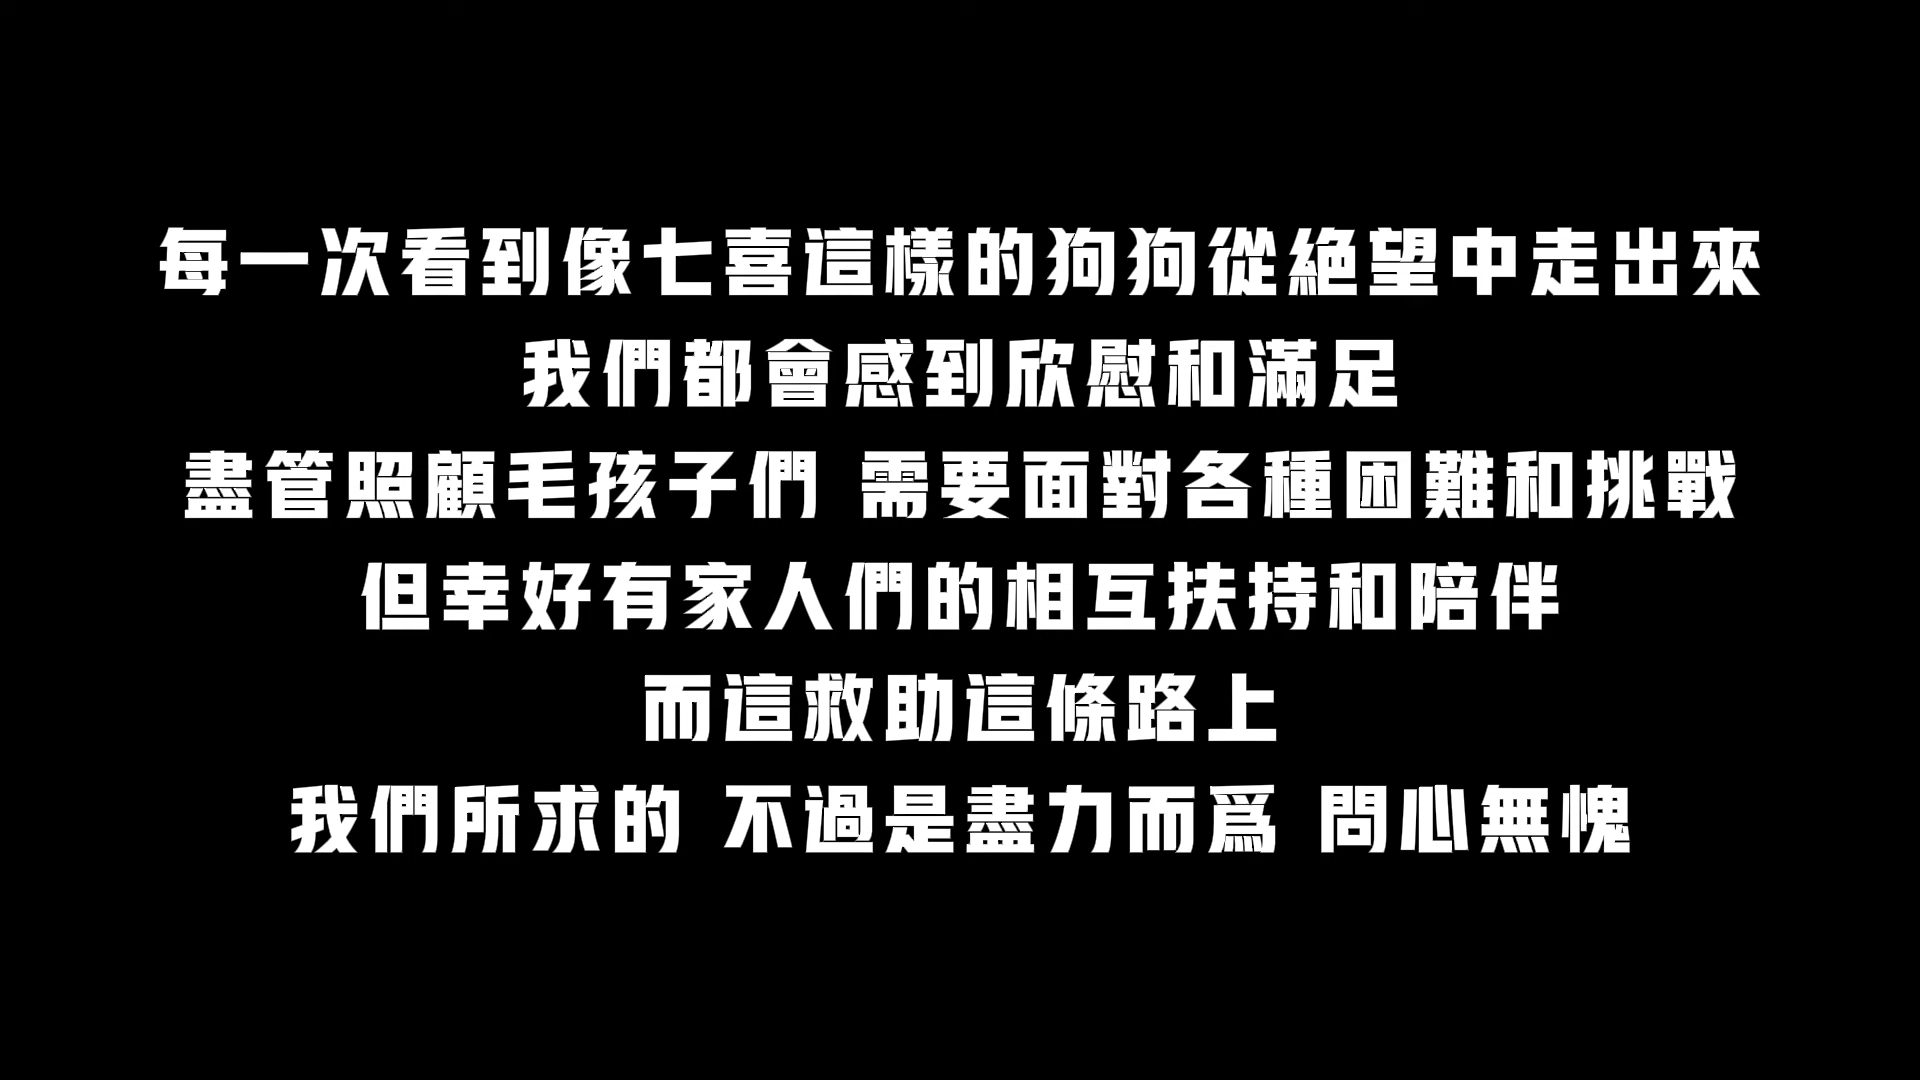 每一次看到像七喜這樣的狗狗從絕望中走出來
我們都會感到欣慰和滿足
盡管照顧毛孩子們 需要面對各種困難和挑戰
但幸好有家人們的相互扶持和陪伴
而這救助這條路上
我們所求的 不過是盡力而爲 問心無愧